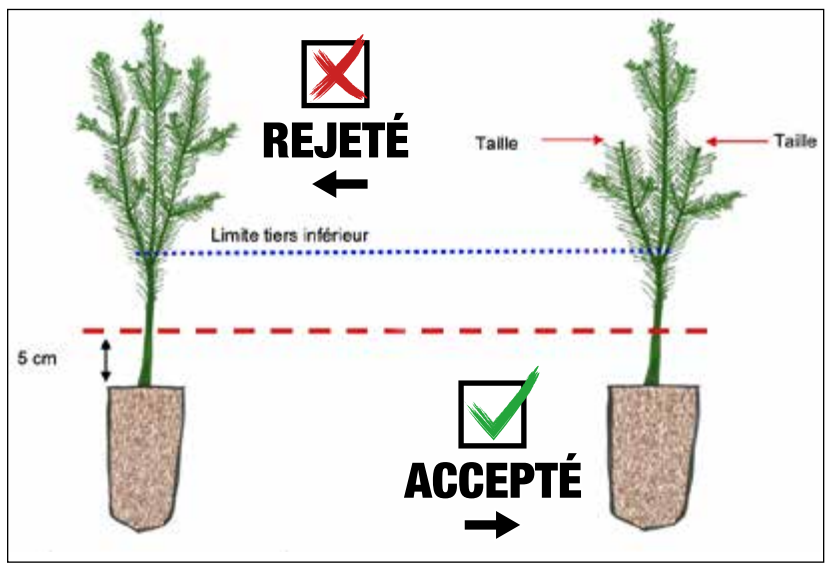 REJETÉ
Taille
Taille
Limite tiers inférieur
5 cm
ACCEPTÉ